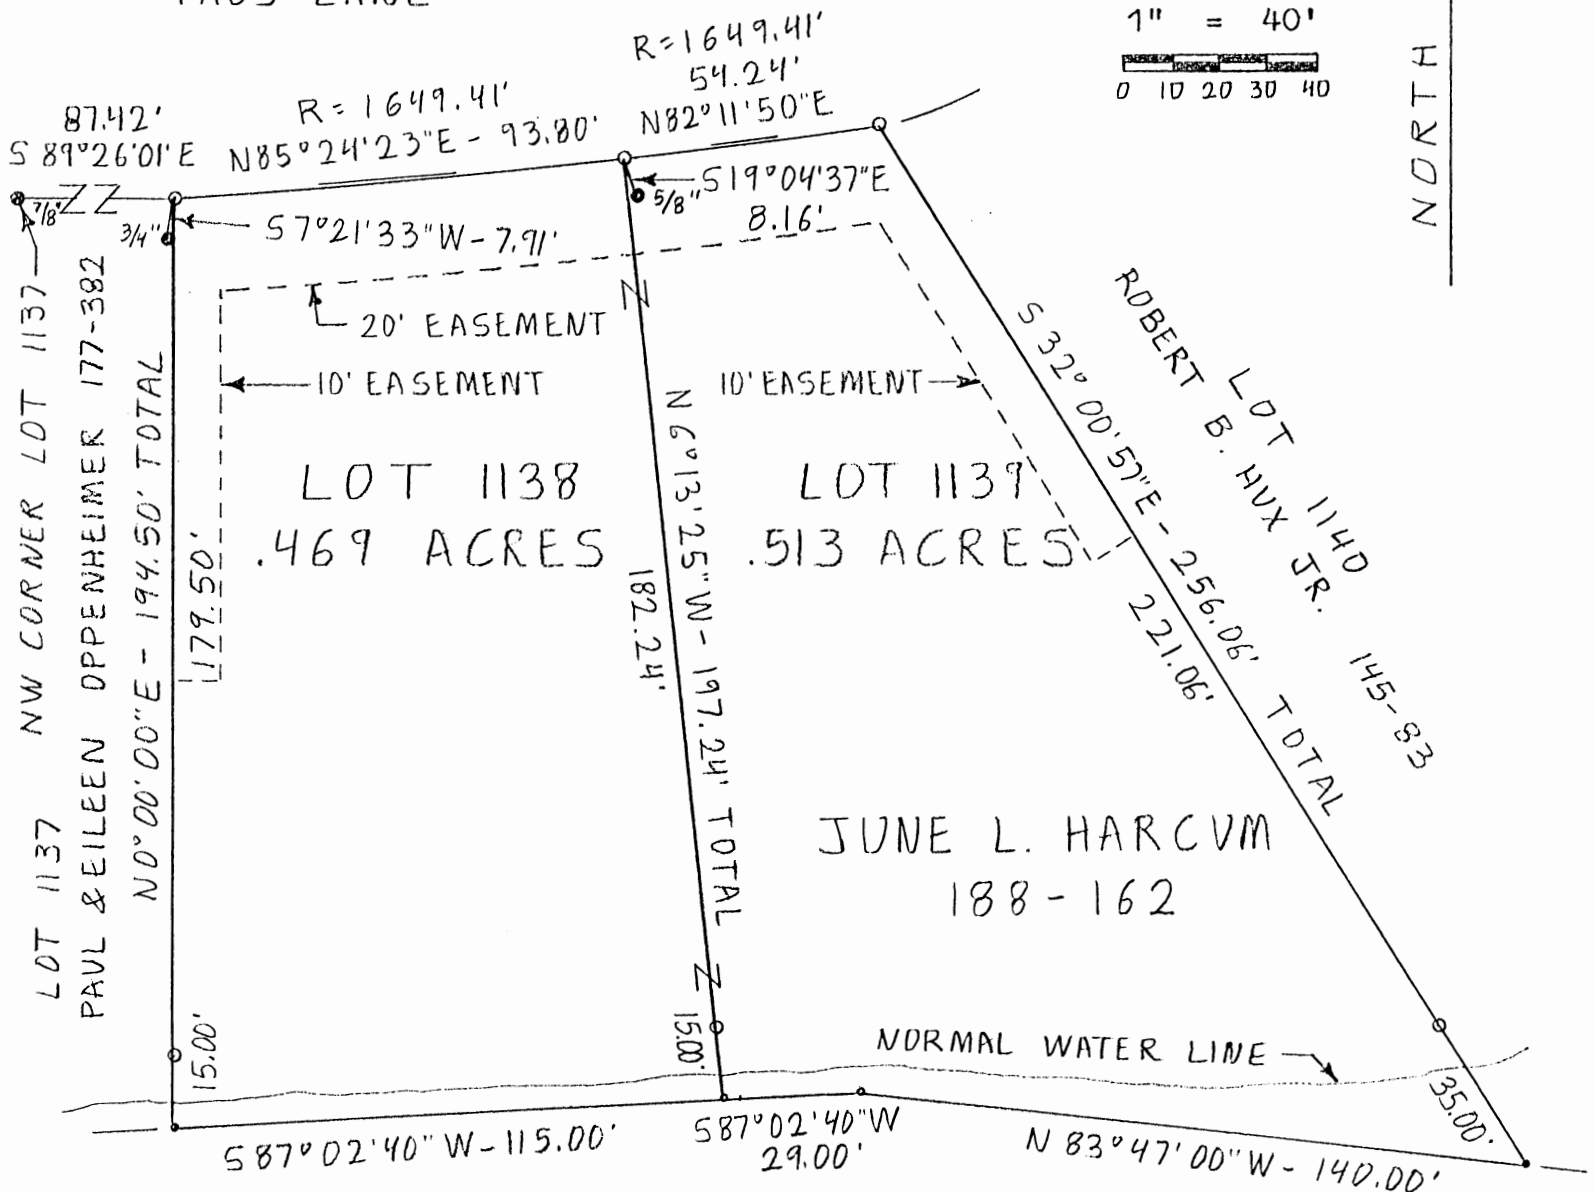 1" = 40'
0 10 20 30 40
NORTH
R=1649.41'
54.24'
N82°11'50"E
R = 1649.41'
N85°24'23"E - 93.80'
87.42'
S 89°26'01"E
7/8"
3/4"
S7°21'33"W-7.91'
5/8"
S19°04'37"E
8.16'
20' EASEMENT
10' EASEMENT
10' EASEMENT
LOT 1138
.469 ACRES
LOT 1139
.513 ACRES
NW CORNER LOT 1137
LOT 1137
PAUL & EILEEN OPPENHEIMER 177-382
N0°00'00"E - 194.50' TOTAL
179.50'
15.00'
N6°13'25"W- 197.24' TOTAL
182.24'
15.00'
S 32°00'57"E - 256.06' TOTAL
221.06'
35.00'
LOT 1140
ROBERT B. HUX JR. 145-83
JUNE L. HARCUM
188-162
NORMAL WATER LINE
S87°02'40"W-115.00'
S87°02'40"W
29.00'
N 83°47'00"W- 140.00'